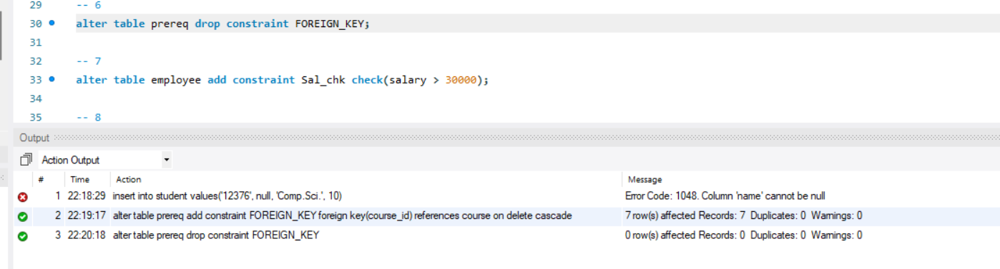 29 -- 6
30 alter table prereq drop constraint FOREIGN_KEY;
31
32 -- 7
33 alter table employee add constraint Sal_chk check(salary > 30000);
34
35 -- 8
Output
Action Output
# Time Action Message
1 22:18:29 insert into student values('12376', null, 'Comp.Sci.', 10) Error Code: 1048. Column 'name' cannot be null
2 22:19:17 alter table prereq add constraint FOREIGN_KEY foreign key(course_id) references course on delete cascade 7 row(s) affected Records: 7 Duplicates: 0 Warnings: 0
3 22:20:18 alter table prereq drop constraint FOREIGN_KEY 0 row(s) affected Records: 0 Duplicates: 0 Warnings: 0